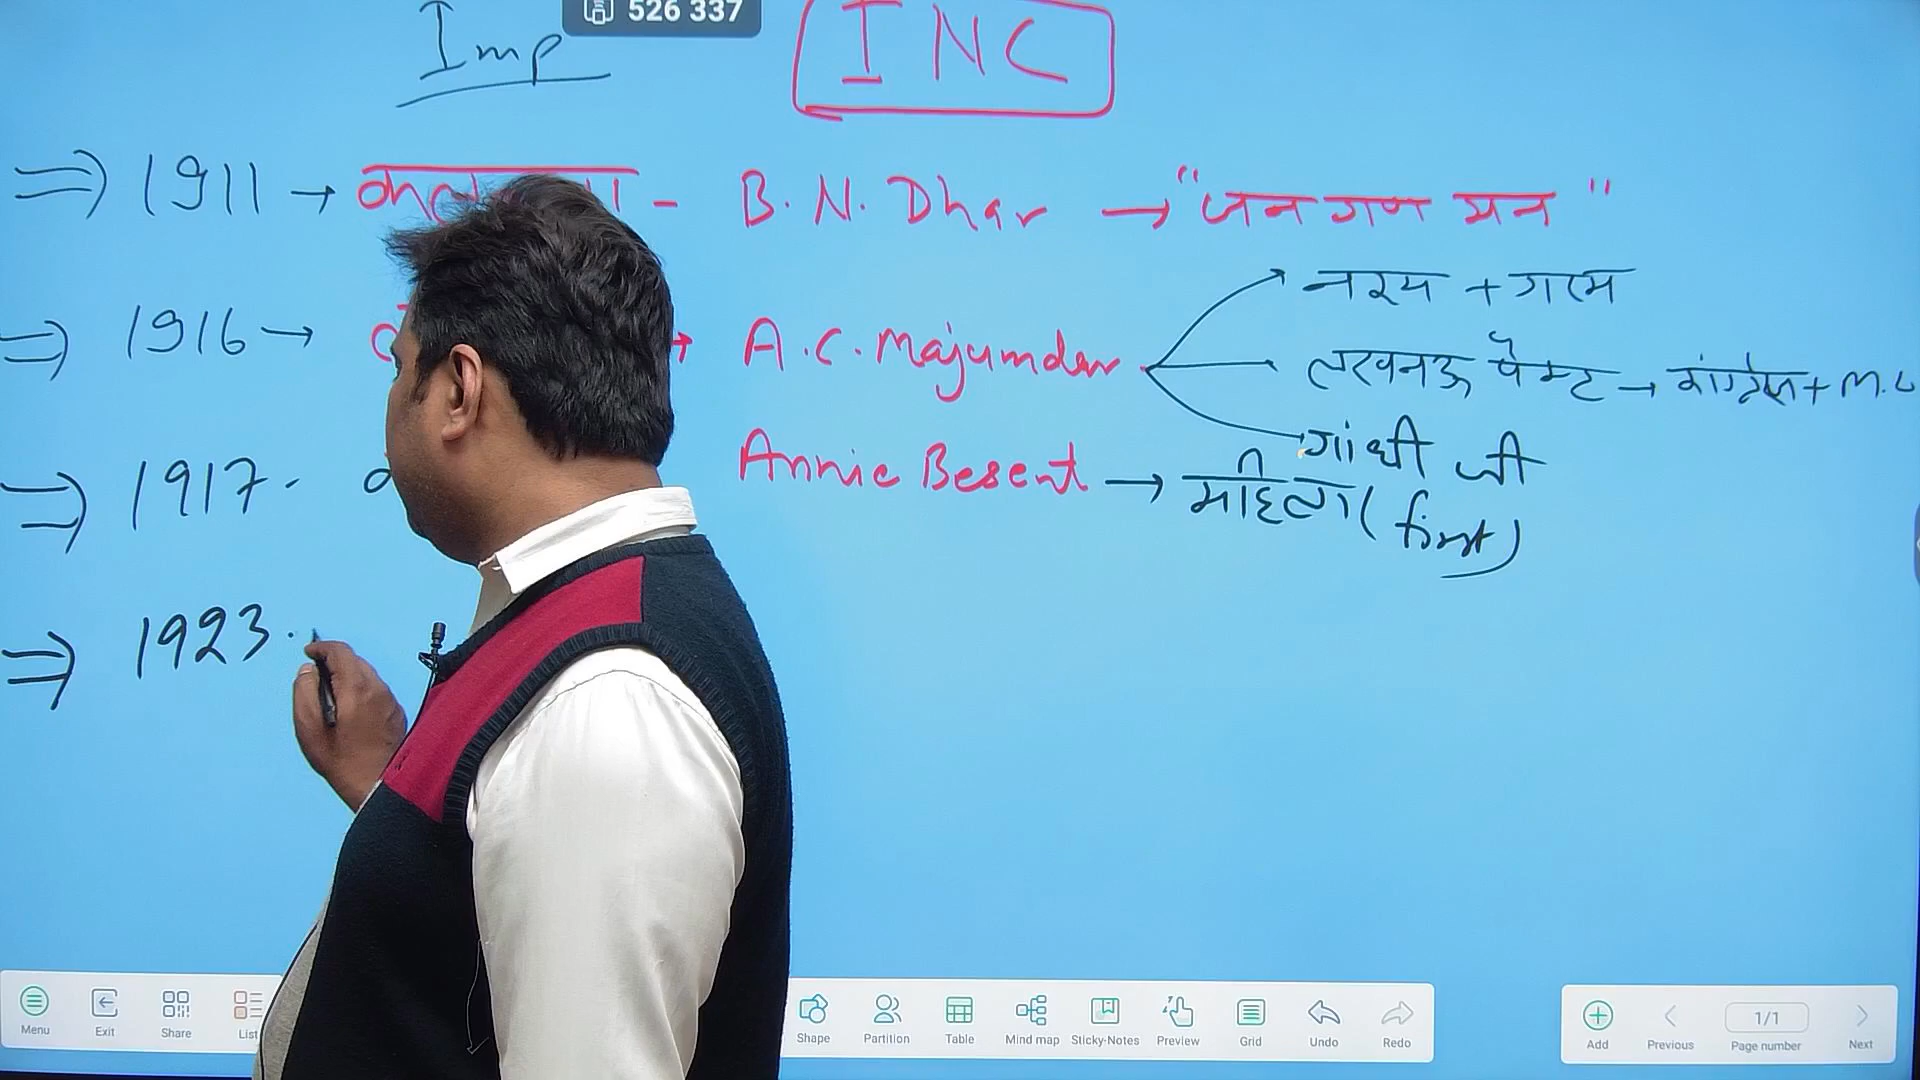 526 337
Imp
INC
⇒ 1911 → - B. N. Dhar → "जन गण मन"
नरम + गरम
⇒ 1916 → → A.C. Majumdar
लखनऊ पैक्ट → कांग्रेस + M.L
गांधी जी
⇒ 1917 - Annie Besent → महिला (first)
⇒ 1923 -
Menu Exit Share List Shape Partition Table Mind map Sticky-Notes Preview Grid Undo Redo Add Previous 1/1 Page number Next